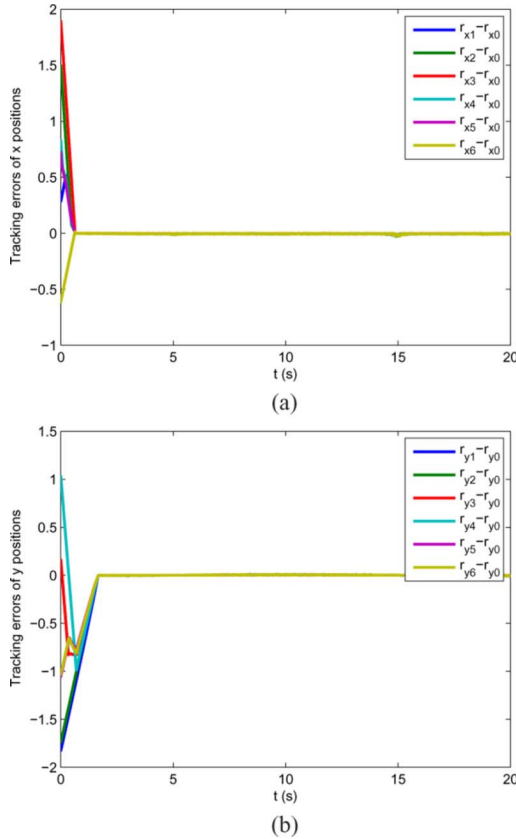 2
1.5
1
0.5
0
−0.5
−1
Tracking errors of x positions
r_x1−r_x0
r_x2−r_x0
r_x3−r_x0
r_x4−r_x0
r_x5−r_x0
r_x6−r_x0
0 5 10 15 20
t (s)
(a)
1.5
1
0.5
0
−0.5
−1
−1.5
−2
Tracking errors of y positions
r_y1−r_y0
r_y2−r_y0
r_y3−r_y0
r_y4−r_y0
r_y5−r_y0
r_y6−r_y0
0 5 10 15 20
t (s)
(b)